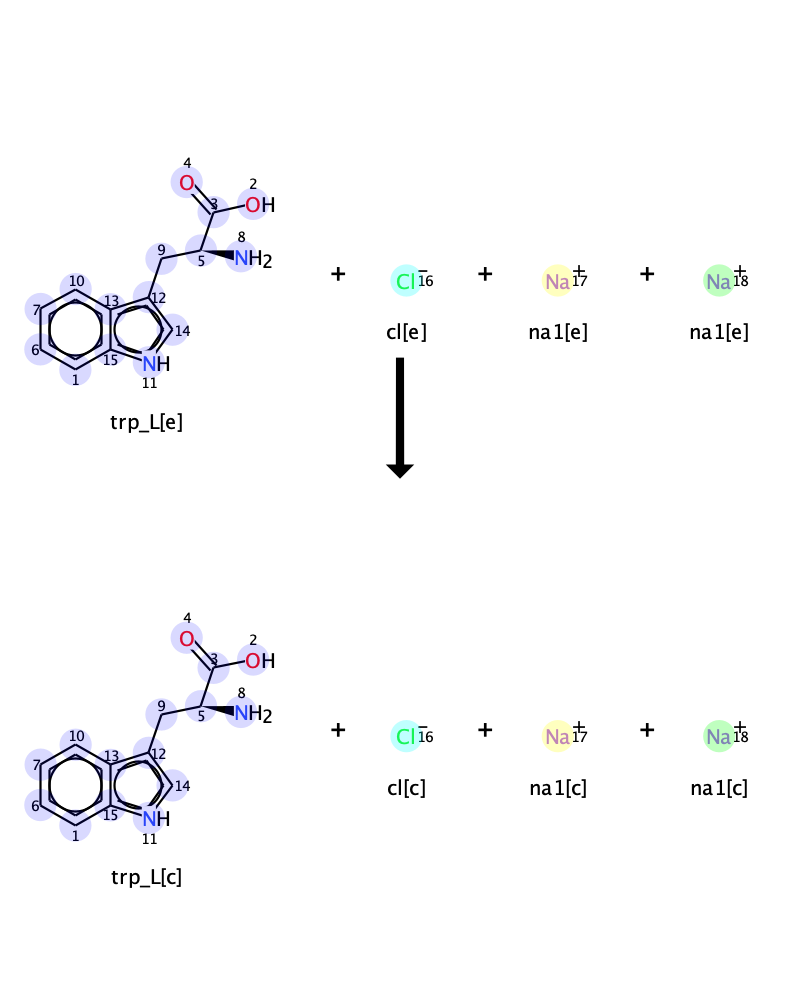 4
2
O
3
OH
8
9
5
NH2
10
+
Cl–16
+
Na+17
+
Na+18
7
13
12
14
cl[e]
na1[e]
na1[e]
6
15
NH
1
11
trp_L[e]
4
2
O
3
OH
8
9
5
NH2
10
+
Cl–16
+
Na+17
+
Na+18
7
13
12
14
cl[c]
na1[c]
na1[c]
6
15
NH
1
11
trp_L[c]